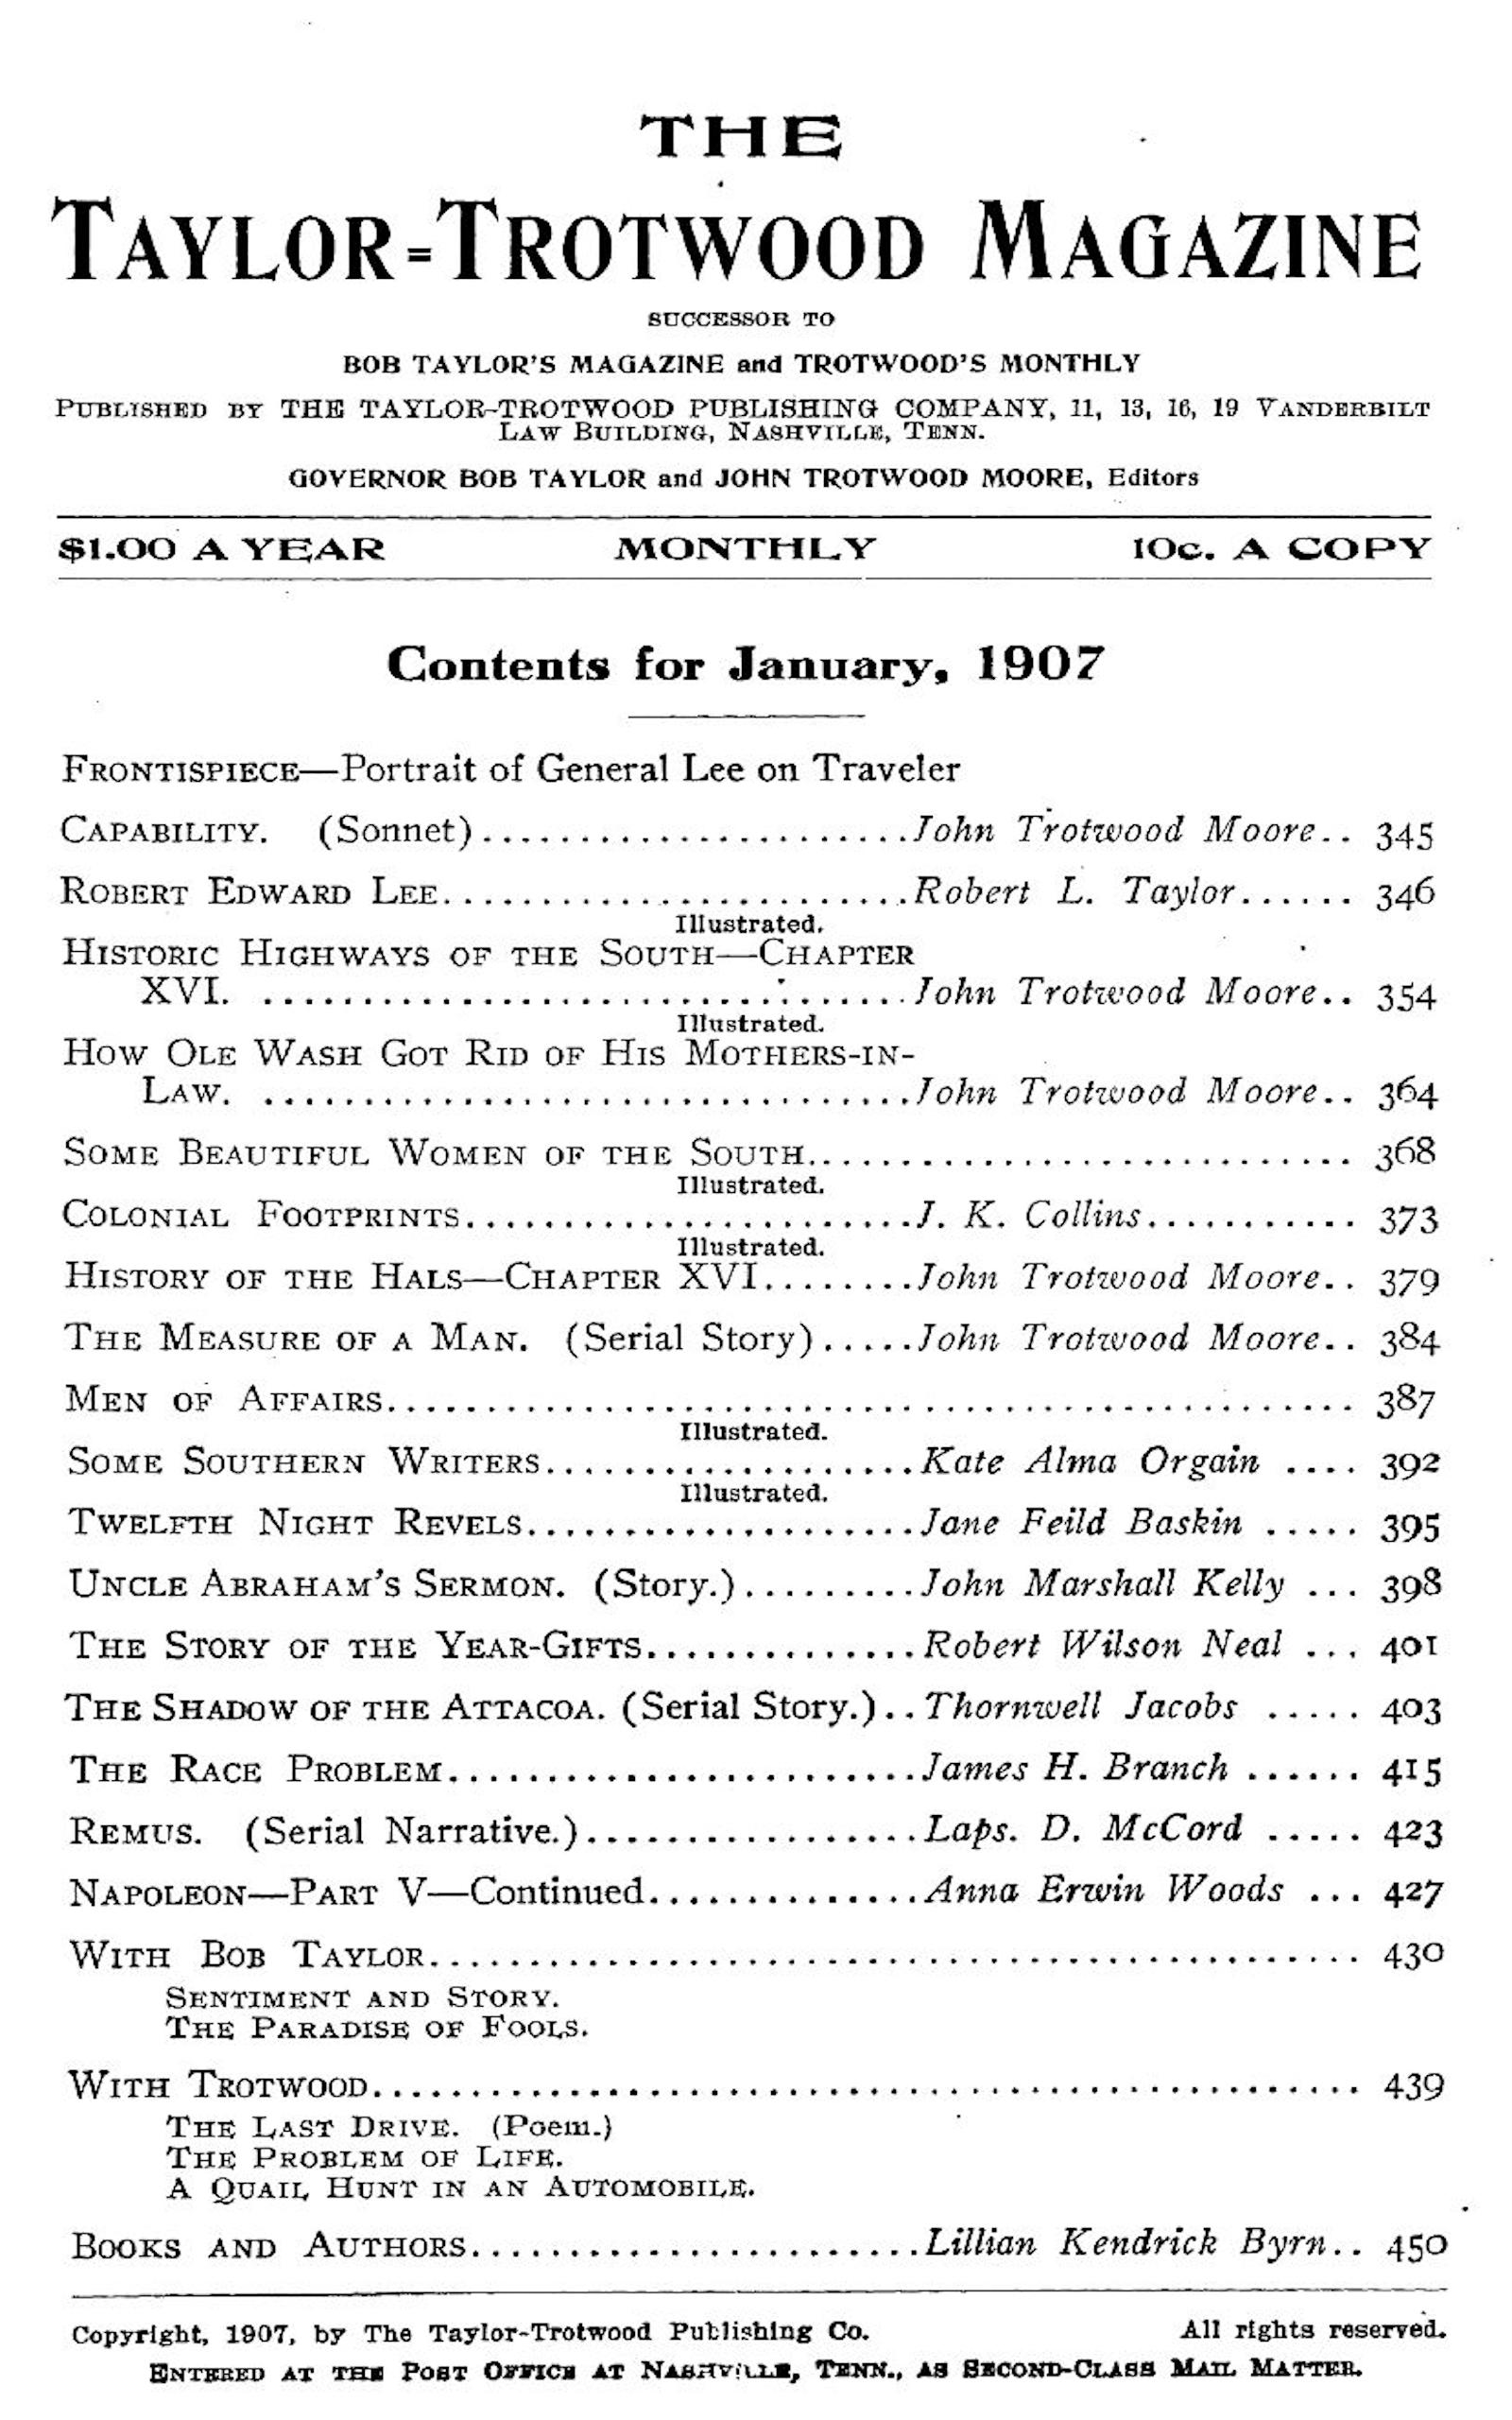 THE
TAYLOR=TROTWOOD MAGAZINE
SUCCESSOR TO
BOB TAYLOR'S MAGAZINE and TROTWOOD'S MONTHLY
PUBLISHED BY THE TAYLOR-TROTWOOD PUBLISHING COMPANY, 11, 13, 16, 19 VANDERBILT
LAW BUILDING, NASHVILLE, TENN.
GOVERNOR BOB TAYLOR and JOHN TROTWOOD MOORE, Editors
$1.00 A YEAR MONTHLY 10c. A COPY
Contents for January, 1907
FRONTISPIECE—Portrait of General Lee on Traveler
CAPABILITY. (Sonnet)......................John Trotwood Moore.. 345
ROBERT EDWARD LEE........................Robert L. Taylor...... 346
Illustrated.
HISTORIC HIGHWAYS OF THE SOUTH—CHAPTER
XVI. .................................John Trotwood Moore.. 354
Illustrated.
HOW OLE WASH GOT RID OF HIS MOTHERS-IN-
LAW. .................................John Trotwood Moore.. 364
SOME BEAUTIFUL WOMEN OF THE SOUTH............................ 368
Illustrated.
COLONIAL FOOTPRINTS.......................J. K. Collins........... 373
Illustrated.
HISTORY OF THE HALS—CHAPTER XVI........John Trotwood Moore.. 379
THE MEASURE OF A MAN. (Serial Story).....John Trotwood Moore.. 384
MEN OF AFFAIRS.................................................. 387
Illustrated.
SOME SOUTHERN WRITERS...................Kate Alma Orgain .... 392
Illustrated.
TWELFTH NIGHT REVELS....................Jane Feild Baskin ..... 395
UNCLE ABRAHAM'S SERMON. (Story.).........John Marshall Kelly ... 398
THE STORY OF THE YEAR-GIFTS..............Robert Wilson Neal ... 401
THE SHADOW OF THE ATTACOA. (Serial Story.)..Thornwell Jacobs ..... 403
THE RACE PROBLEM........................James H. Branch ...... 415
REMUS. (Serial Narrative.).................Laps. D. McCord ..... 423
NAPOLEON—PART V—Continued..............Anna Erwin Woods ... 427
WITH BOB TAYLOR................................................ 430
SENTIMENT AND STORY.
THE PARADISE OF FOOLS.
WITH TROTWOOD................................................... 439
THE LAST DRIVE. (Poem.)
THE PROBLEM OF LIFE.
A QUAIL HUNT IN AN AUTOMOBILE.
BOOKS AND AUTHORS.......................Lillian Kendrick Byrn.. 450
Copyright, 1907, by The Taylor-Trotwood Publishing Co. All rights reserved.
ENTERED AT THE POST OFFICE AT NASHVILLE, TENN., AS SECOND-CLASS MAIL MATTER.